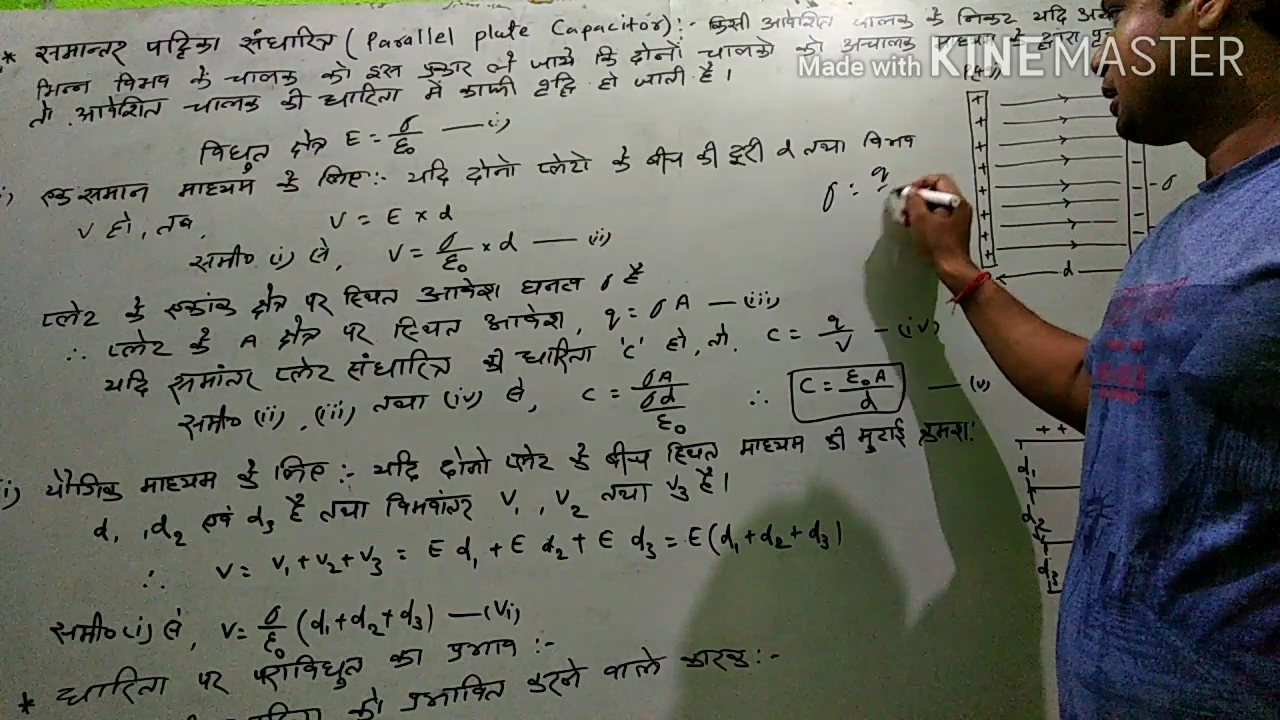 * समान्तर पट्टिका संधारित्र (Parallel plate Capacitor):- किसी आवेशित चालक के निकट यदि
Made with KINEMASTER
भिन्न विभव के चालक को इस प्रकार जाये कि दोनों चालको को अचालक माध्यम के द्वारा
तो आवेशित चालक की धारिता में काफी वृद्धि हो जाती है।
विधुत क्षेत्र E = σ/ε₀ —(i)
एक समान माध्यम के लिए:- यदि दोनो प्लेटो के बीच की दूरी d तथा विभव
V हो, तब, V = E × d
σ = q
समी० (i) से, V = σ/ε₀ × d —(ii)
प्लेट के एकांक क्षेत्र पर स्थित आवेश घनत्व σ है
∴ प्लेट के A क्षेत्र पर स्थित आवेश, q = σ A —(iii)
यदि समांतर प्लेट संधारित्र की धारिता 'C' हो, तो, C = q/V —(iv)
समी० (ii), (iii) तथा (iv) से, C = σA/(σd/ε₀) ∴ C = ε₀A/d —(v)
i) यौगिक माध्यम के लिए:- यदि दोनो प्लेट के बीच स्थित माध्यम की मुटाई क्रमशः
d₁, d₂ एवं d₃ है तथा विभवांतर V₁, V₂ तथा V₃ है।
∴ V = V₁ + V₂ + V₃ = E d₁ + E d₂ + E d₃ = E(d₁ + d₂ + d₃)
समी० (i) से, V = σ/ε₀ (d₁ + d₂ + d₃) —(vi)
* धारिता पर पराविधुत का प्रभाव :-
को प्रभावित करने वाले कारक:-
+ + + + + + + +
- - - -
-σ
d
+ +
d₁
d₂
d₃